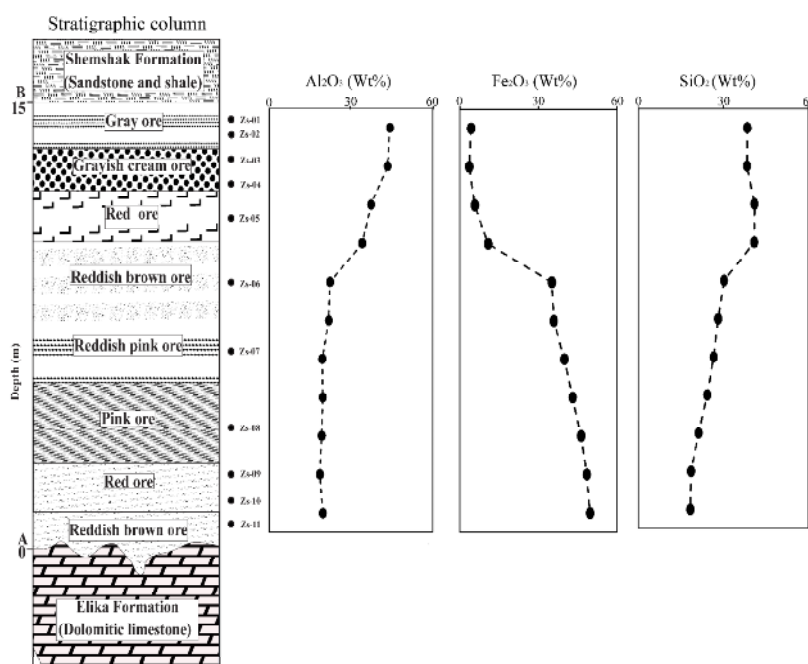 Stratigraphic column
Shemshak Formation
(Sandstone and shale)
B
15
Gray ore
Grayish cream ore
Red ore
Reddish brown ore
Reddish pink ore
Pink ore
Red ore
Reddish brown ore
A
0
Elika Formation
(Dolomitic limestone)
Depth (m)
Zs-01
Zs-02
Zs-03
Zs-04
Zs-05
Zs-06
Zs-07
Zs-08
Zs-09
Zs-10
Zs-11
Al2O3 (Wt%)
0 30 60
Fe2O3 (Wt%)
0 30 60
SiO2 (Wt%)
0 30 60